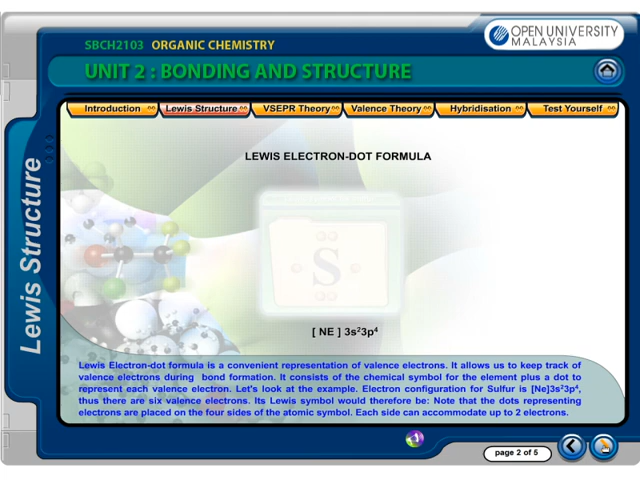 OPEN UNIVERSITY
MALAYSIA
SBCH2103 ORGANIC CHEMISTRY
UNIT 2 : BONDING AND STRUCTURE
Introduction
Lewis Structure
VSEPR Theory
Valence Theory
Hybridisation
Test Yourself
Lewis Structure
LEWIS ELECTRON-DOT FORMULA
S
[ NE ] 3s²3p⁴
Lewis Electron-dot formula is a convenient representation of valence electrons. It allows us to keep track of
valence electrons during bond formation. It consists of the chemical symbol for the element plus a dot to
represent each valence electron. Let's look at the example. Electron configuration for Sulfur is [Ne]3s²3p⁴,
thus there are six valence electrons. Its Lewis symbol would therefore be: Note that the dots representing
electrons are placed on the four sides of the atomic symbol. Each side can accommodate up to 2 electrons.
page 2 of 5